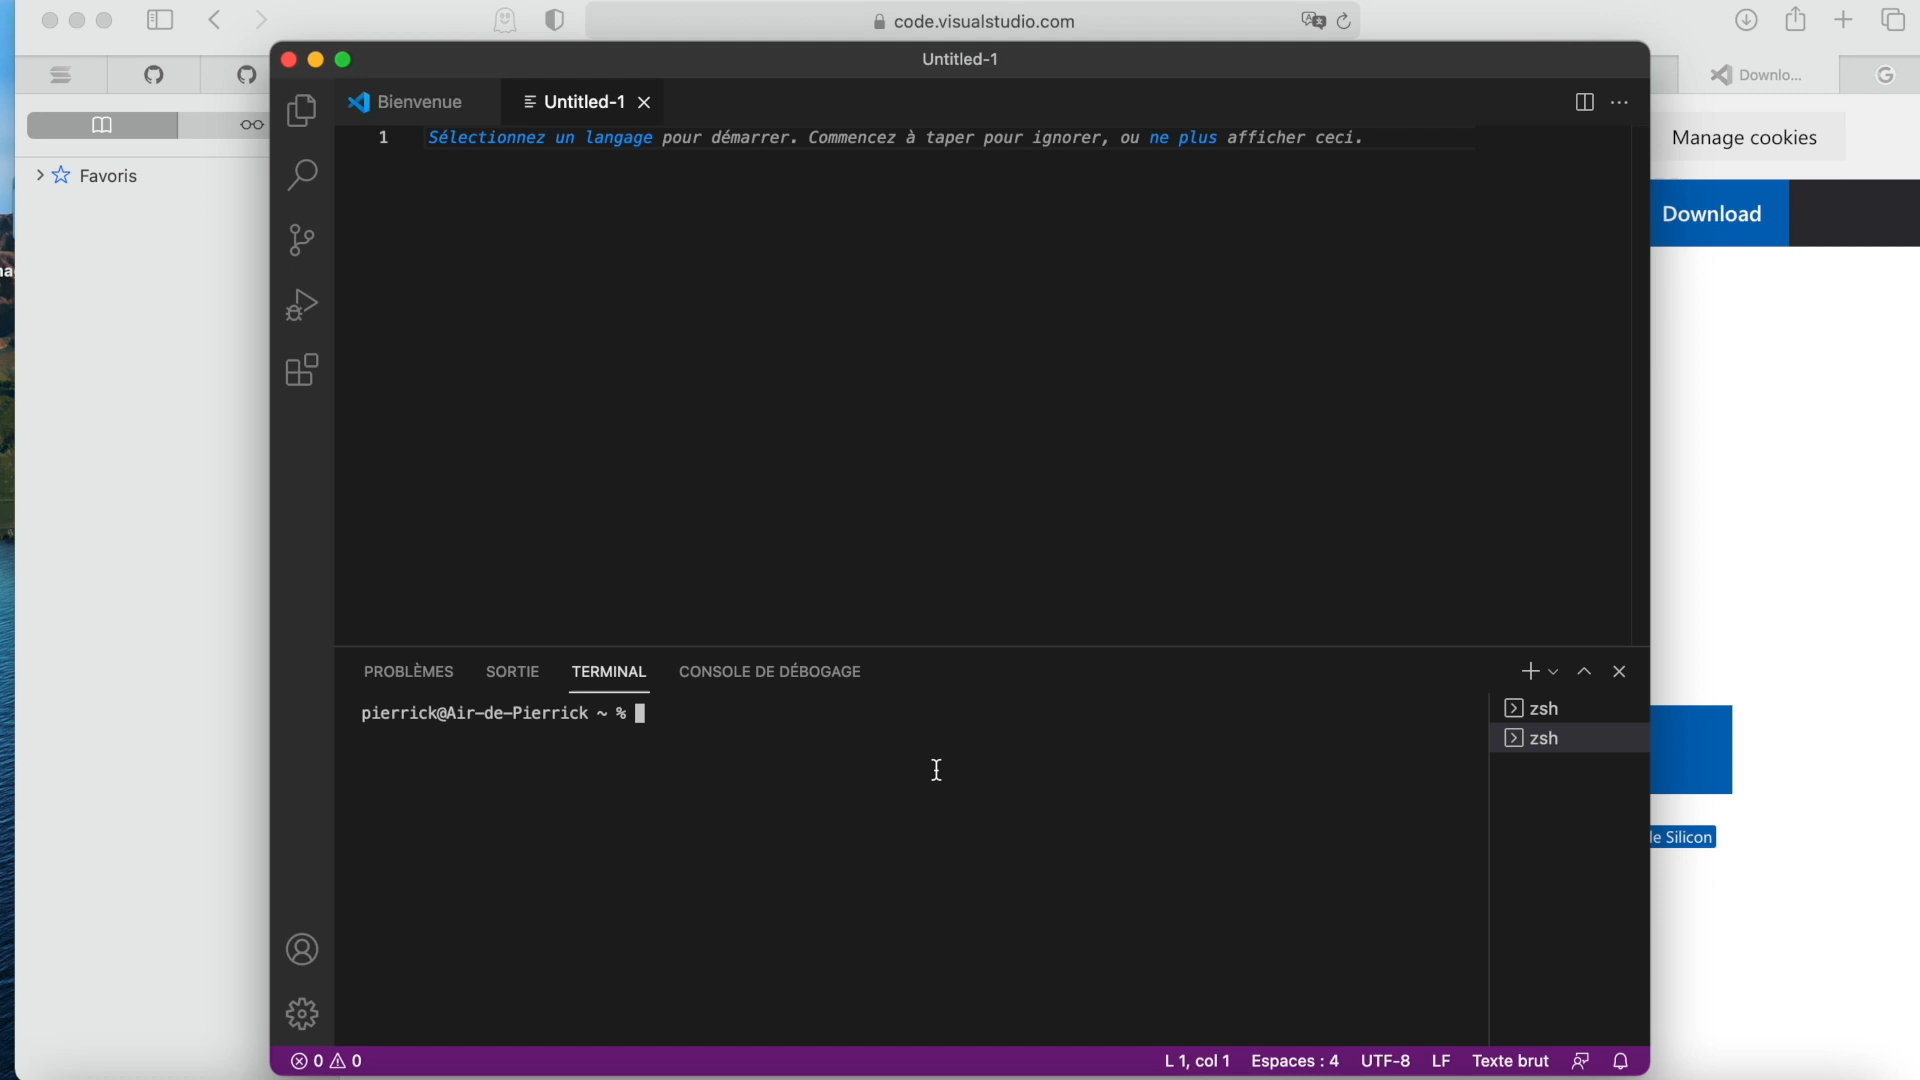 code.visualstudio.com
Untitled-1
Downlo...
Bienvenue
Untitled-1
Manage cookies
1 Sélectionnez un langage pour démarrer. Commencez à taper pour ignorer, ou ne plus afficher ceci.
Favoris
Download
PROBLÈMES SORTIE TERMINAL CONSOLE DE DÉBOGAGE
pierrick@Air-de-Pierrick ~ %
zsh
zsh
Silicon
0 0
L 1, col 1 Espaces : 4 UTF-8 LF Texte brut